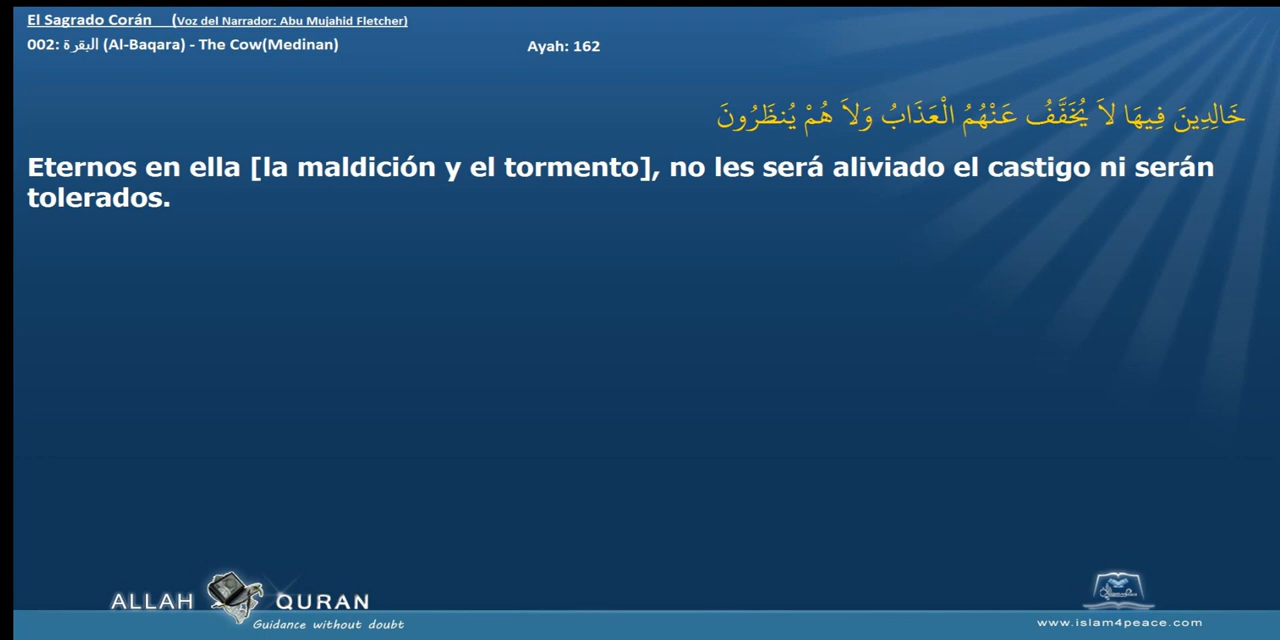 El Sagrado Corán (Voz del Narrador: Abu Mujahid Fletcher)
002: البقرة (Al-Baqara) - The Cow(Medinan) Ayah: 162
خَالِدِينَ فِيهَا لاَ يُخَفَّفُ عَنْهُمُ الْعَذَابُ وَلاَ هُمْ يُنظَرُونَ
Eternos en ella [la maldición y el tormento], no les será aliviado el castigo ni serán
tolerados.
ALLAH QURAN
Guidance without doubt
www.islam4peace.com